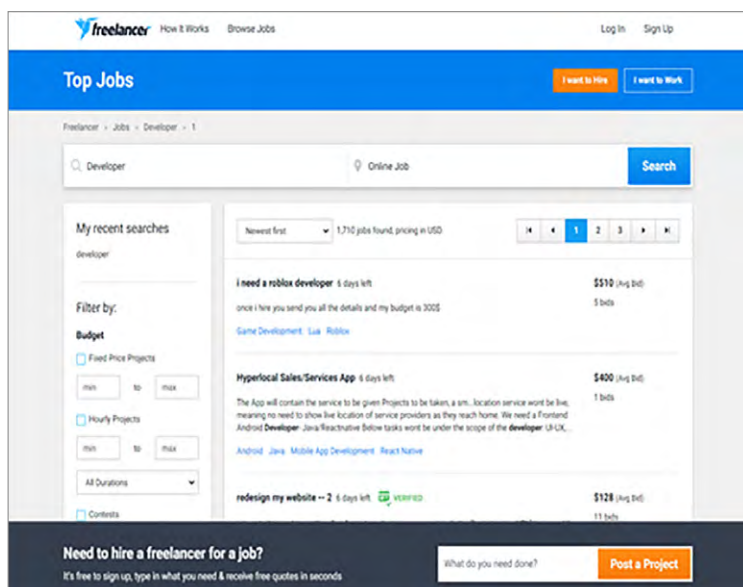 freelancer How It Works Browse Jobs Log In Sign Up
Top Jobs I want to Hire I want to Work
Freelancer > Jobs > Developer > 1
Developer Online Job Search
My recent searches
developer
Filter by:
Budget
Fixed Price Projects
min to max
Hourly Projects
min to max
All Durations
Contests
Newest first 1,710 jobs found, pricing in USD 1 2 3
i need a roblox developer 6 days left $510 (Avg Bid)
once i hire you send you all the details and my budget is 300$ 5 bids
Game Development Lua Roblox
Hyperlocal Sales/Services App 6 days left $400 (Avg Bid)
The App will contain the service to be given Projects to be taken, a sm...location service wont be live, 1 bids
meaning no need to show live location of service providers as they reach home. We need a Frontend
Android Developer- Java/Reactnative Below tasks wont be under the scope of the developer: UI-UX,...
Android Java Mobile App Development React Native
redesign my website -- 2 6 days left VERIFIED $128 (Avg Bid)
11 bids
Need to hire a freelancer for a job?
It's free to sign up, type in what you need & receive free quotes in seconds
What do you need done? Post a Project